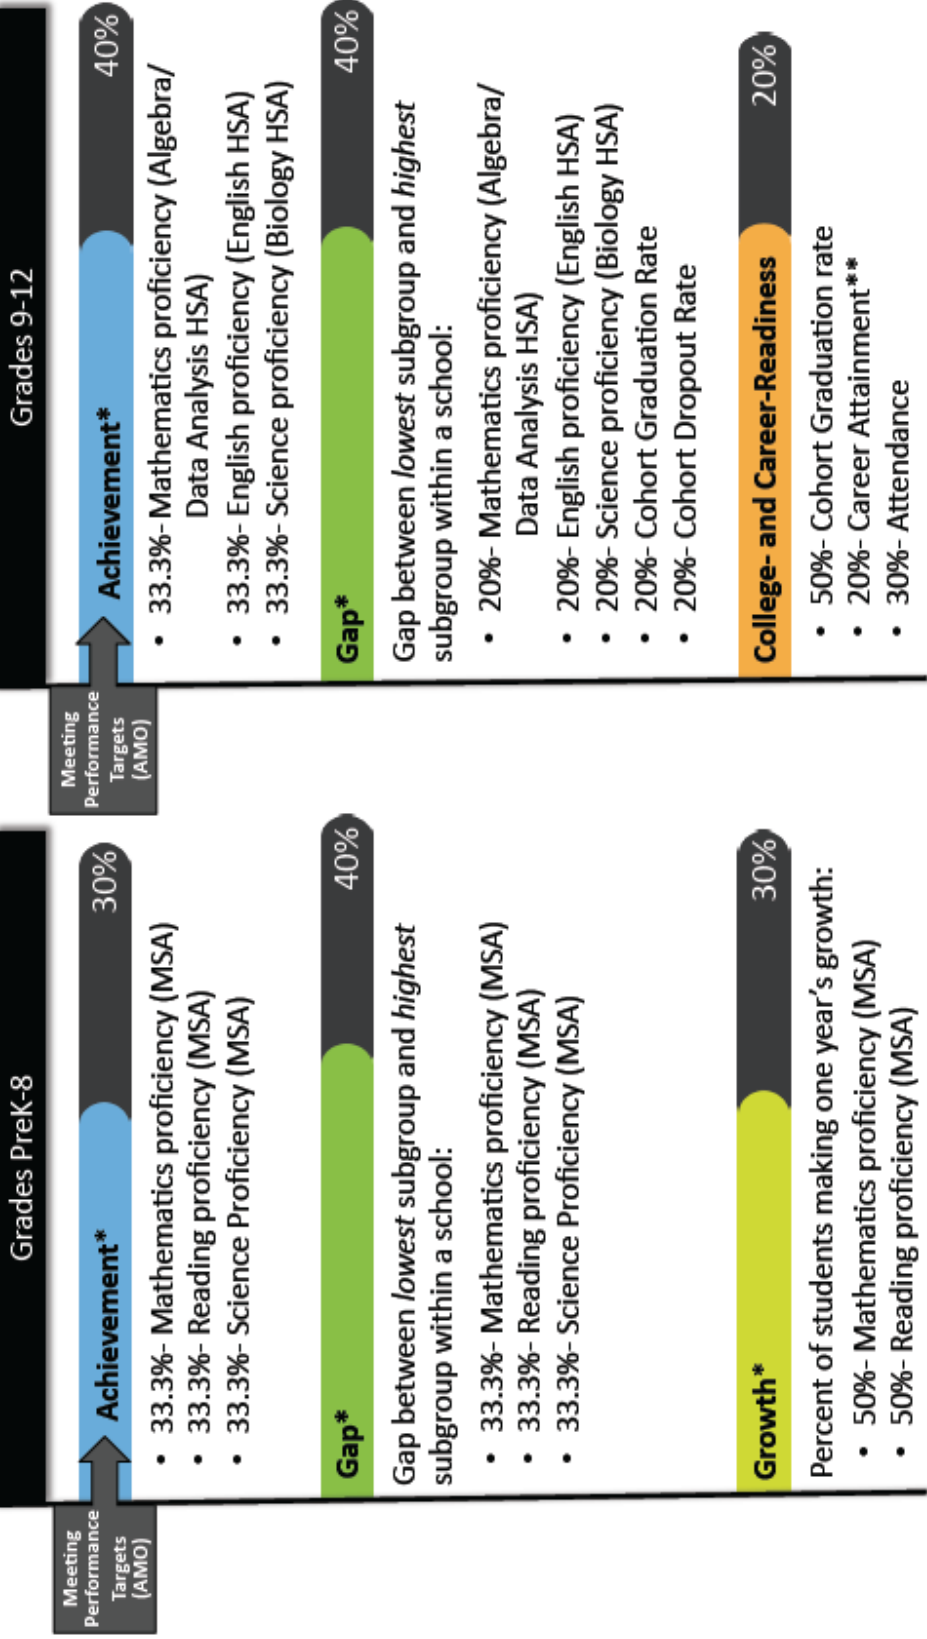 Grades PreK-8
Meeting
Performance
Targets
(AMO)
Achievement*
30%
• 33.3%- Mathematics proficiency (MSA)
• 33.3%- Reading proficiency (MSA)
• 33.3%- Science Proficiency (MSA)
Gap*
40%
Gap between lowest subgroup and highest
subgroup within a school:
• 33.3%- Mathematics proficiency (MSA)
• 33.3%- Reading proficiency (MSA)
• 33.3%- Science Proficiency (MSA)
Growth*
30%
Percent of students making one year's growth:
• 50%- Mathematics proficiency (MSA)
• 50%- Reading proficiency (MSA)
Grades 9-12
Meeting
Performance
Targets
(AMO)
Achievement*
40%
• 33.3%- Mathematics proficiency (Algebra/
Data Analysis HSA)
• 33.3%- English proficiency (English HSA)
• 33.3%- Science proficiency (Biology HSA)
Gap*
40%
Gap between lowest subgroup and highest
subgroup within a school:
• 20%- Mathematics proficiency (Algebra/
Data Analysis HSA)
• 20%- English proficiency (English HSA)
• 20%- Science proficiency (Biology HSA)
• 20%- Cohort Graduation Rate
• 20%- Cohort Dropout Rate
College- and Career-Readiness
20%
• 50%- Cohort Graduation rate
• 20%- Career Attainment**
• 30%- Attendance